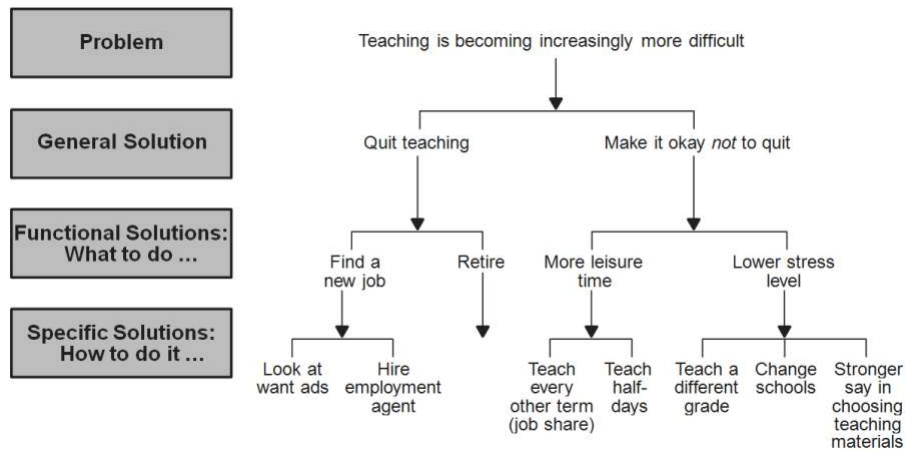 Problem
Teaching is becoming increasingly more difficult
General Solution
Quit teaching
Make it okay not to quit
Functional Solutions:
What to do ...
Find a
new job
Retire
More leisure
time
Lower stress
level
Specific Solutions:
How to do it ...
Look at
want ads
Hire
employment
agent
Teach
every
other term
(job share)
Teach
half-
days
Teach a
different
grade
Change
schools
Stronger
say in
choosing
teaching
materials